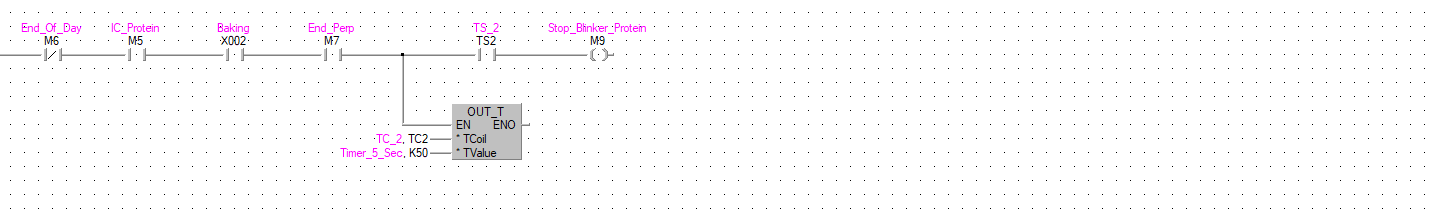 End_Of_Day IC_Protein Baking End_Perp TS_2 Stop_Blinker_Protein
M6 M5 X002 M7 TS2 M9
OUT_T
EN ENO
TC_2, TC2 * TCoil
Timer_5_Sec, K50 * TValue